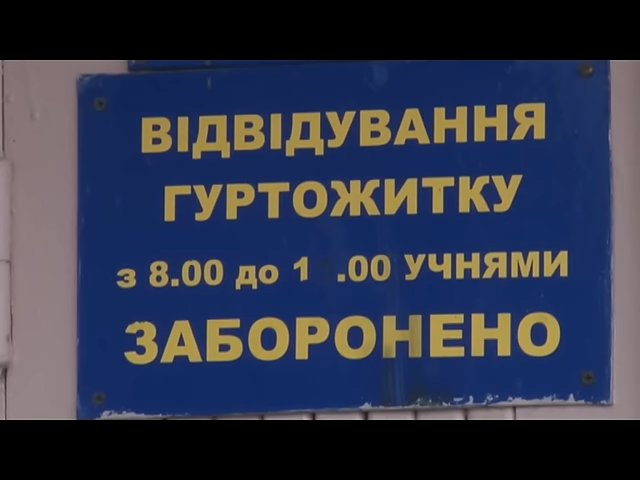 ВІДВІДУВАННЯ
ГУРТОЖИТКУ
з 8.00 до 1 .00 УЧНЯМИ
ЗАБОРОНЕНО